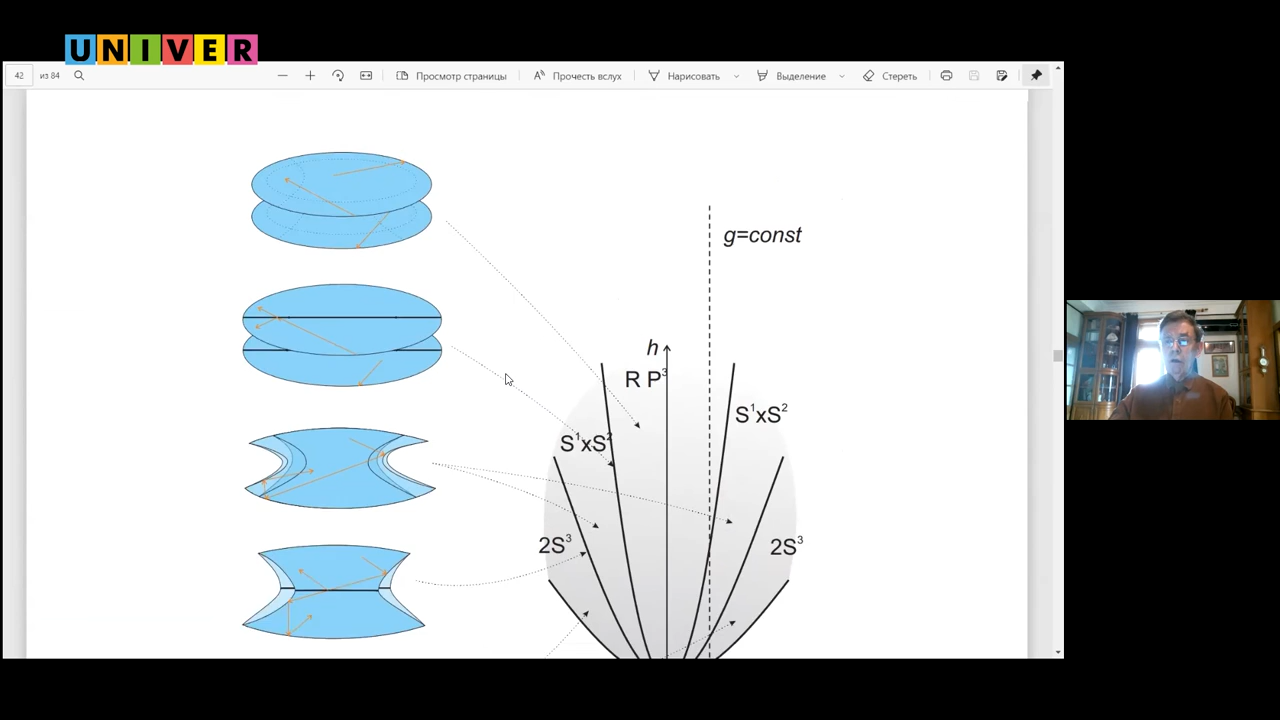 UNIVER
42 из 84 Просмотр страницы Прочесть вслух Нарисовать Выделение Стереть
g=const
h
R P³
S¹xS²
S¹xS²
2S³
2S³